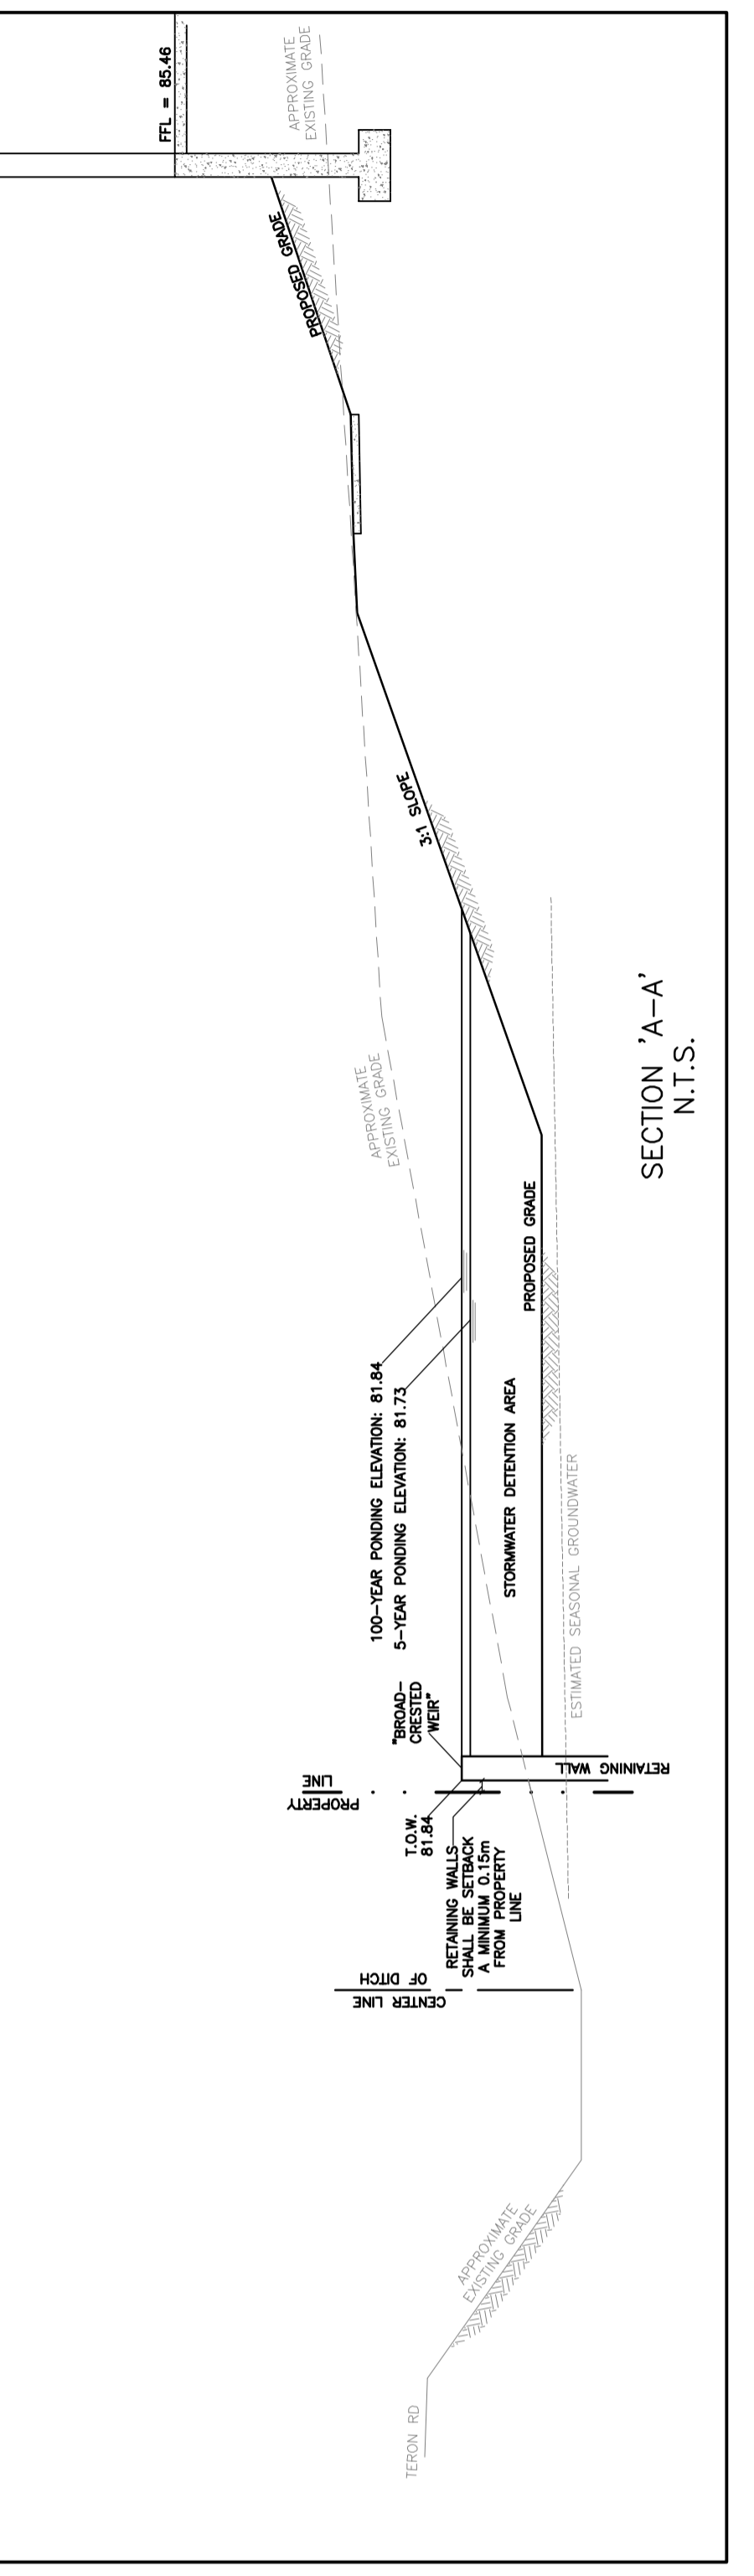 TERON RD
APPROXIMATE
EXISTING GRADE
CENTER LINE
OF DITCH
RETAINING WALLS
SHALL BE SETBACK
A MINIMUM 0.15m
FROM PROPERTY
LINE
T.O.W.
81.84
PROPERTY
LINE
"BROAD-
CRESTED
WEIR"
RETAINING WALL
100-YEAR PONDING ELEVATION: 81.84
5-YEAR PONDING ELEVATION: 81.73
STORMWATER DETENTION AREA
ESTIMATED SEASONAL GROUNDWATER
PROPOSED GRADE
APPROXIMATE
EXISTING GRADE
3:1 SLOPE
PROPOSED GRADE
APPROXIMATE
EXISTING GRADE
FFL = 85.46
SECTION 'A-A'
N.T.S.